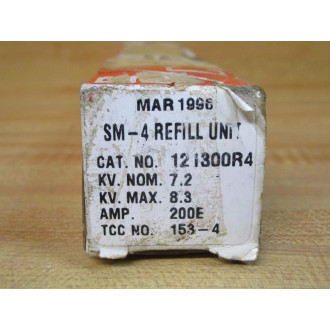 MAR 1996
SM-4 REFILL UNIT
CAT. NO. 121300R4
KV. NOM. 7.2
KV. MAX. 8.3
AMP. 200E
TCC NO. 153-4